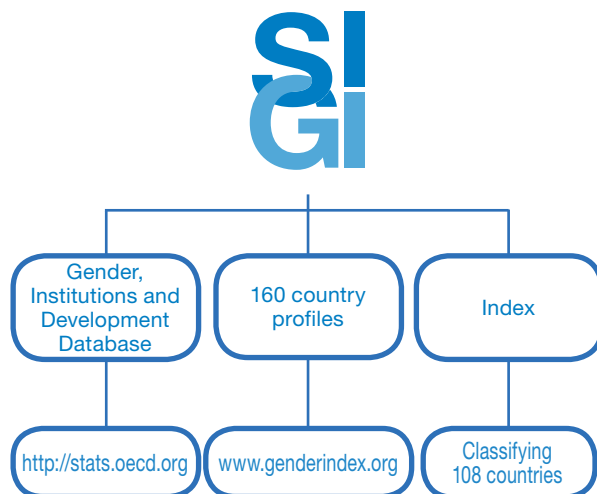 SI
GI
Gender,
Institutions and
Development
Database
160 country
profiles
Index
http://stats.oecd.org
www.genderindex.org
Classifying
108 countries